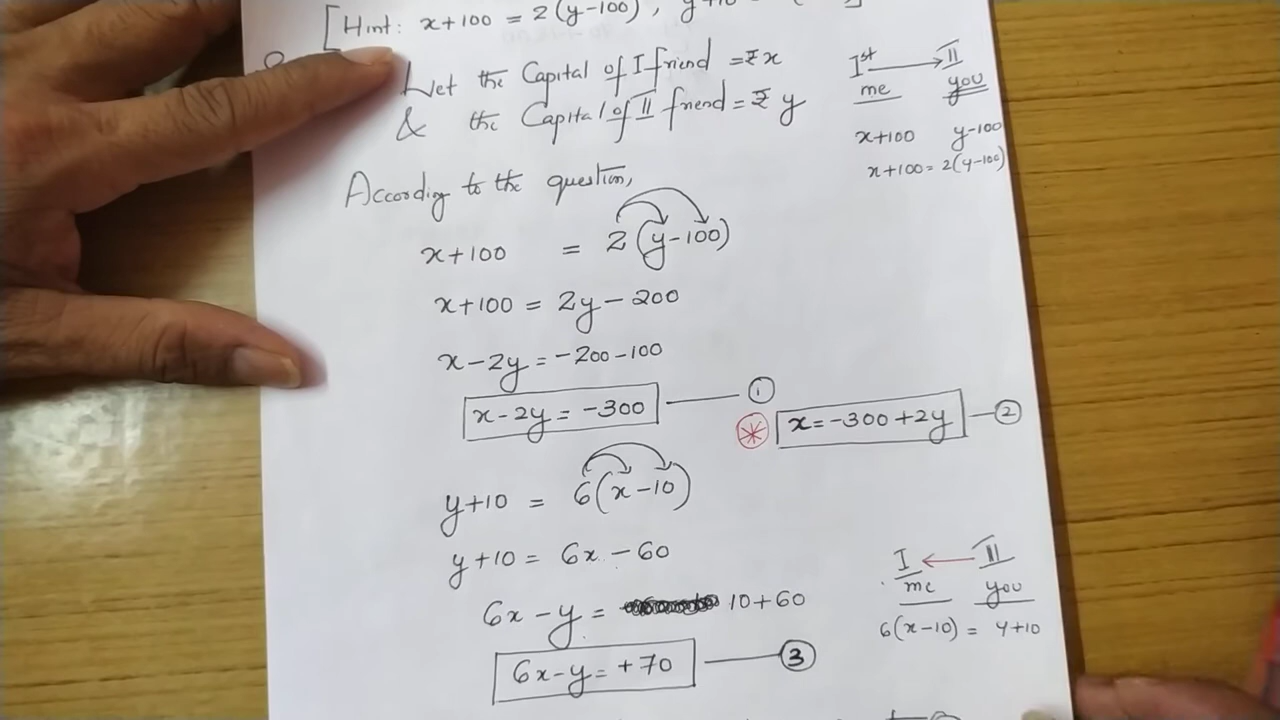 [Hint: x+100 = 2(y-100),
Let the Capital of I friend = ₹x
& the Capital of II friend = ₹ y
Ist → II
me you
x+100 y-100
x+100 = 2(y-100)
According to the question,
x+100 = 2(y-100)
x+100 = 2y-200
x-2y = -200-100
x-2y = -300 — ①
* x = -300+2y — ②
y+10 = 6(x-10)
y+10 = 6x-60
6x-y = 10+60
6x-y = +70 — ③
I ← II
me you
6(x-10) = y+10